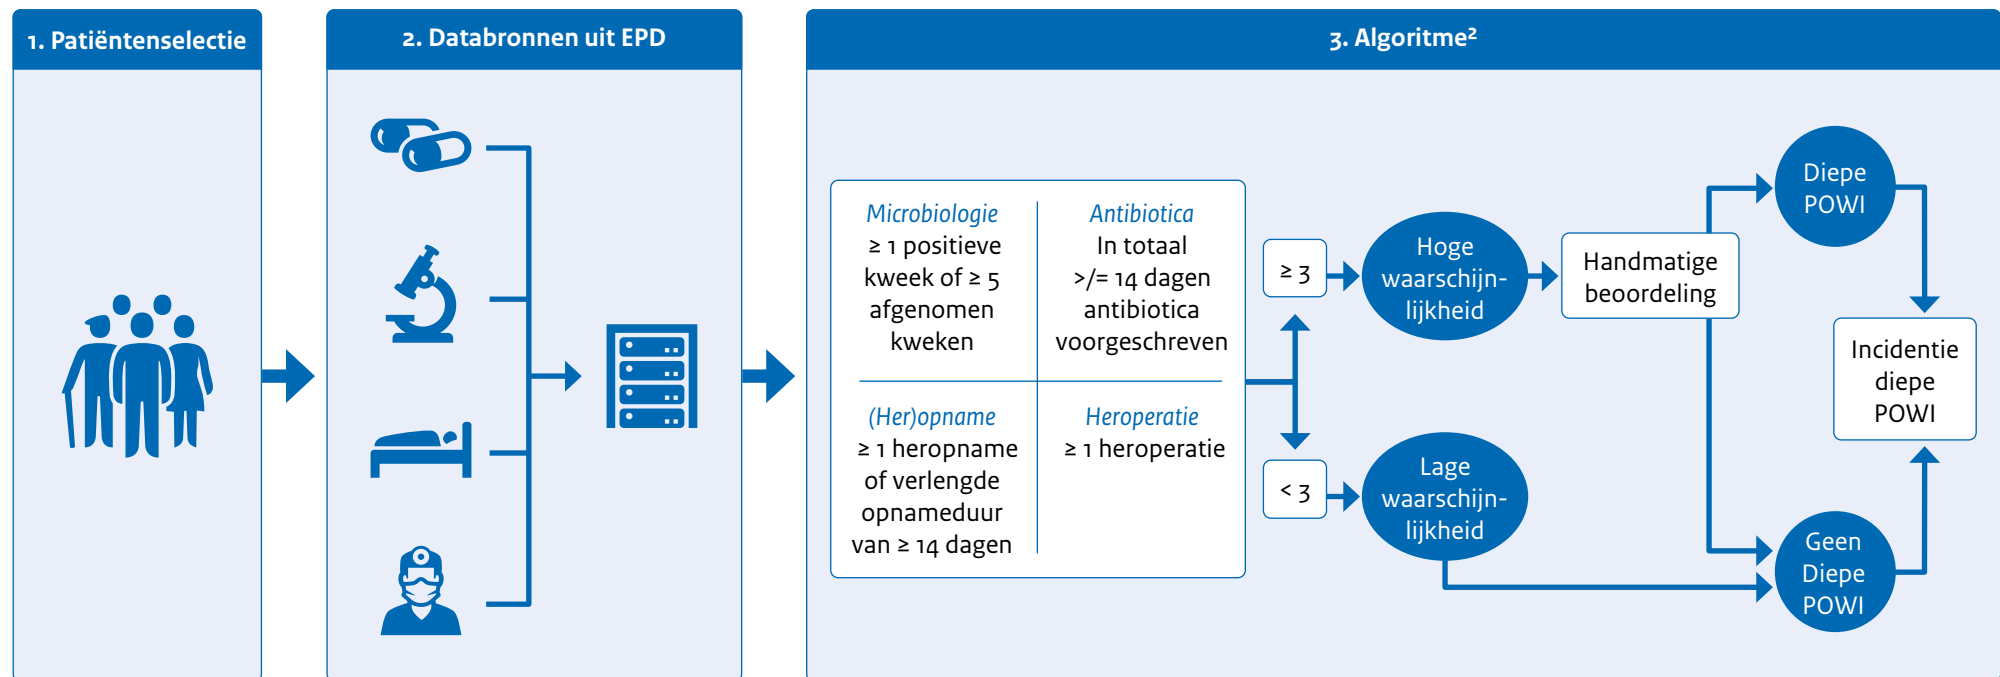 1. Patiëntenselectie
2. Databronnen uit EPD
3. Algoritme²
Microbiologie
≥ 1 positieve
kweek of ≥ 5
afgenomen
kweken
Antibiotica
In totaal
>/= 14 dagen
antibiotica
voorgeschreven
(Her)opname
≥ 1 heropname
of verlengde
opnameduur
van ≥ 14 dagen
Heroperatie
≥ 1 heroperatie
≥ 3
Hoge
waarschijn-
lijkheid
Handmatige
beoordeling
Diepe
POWI
< 3
Lage
waarschijn-
lijkheid
Geen
Diepe
POWI
Incidentie
diepe
POWI